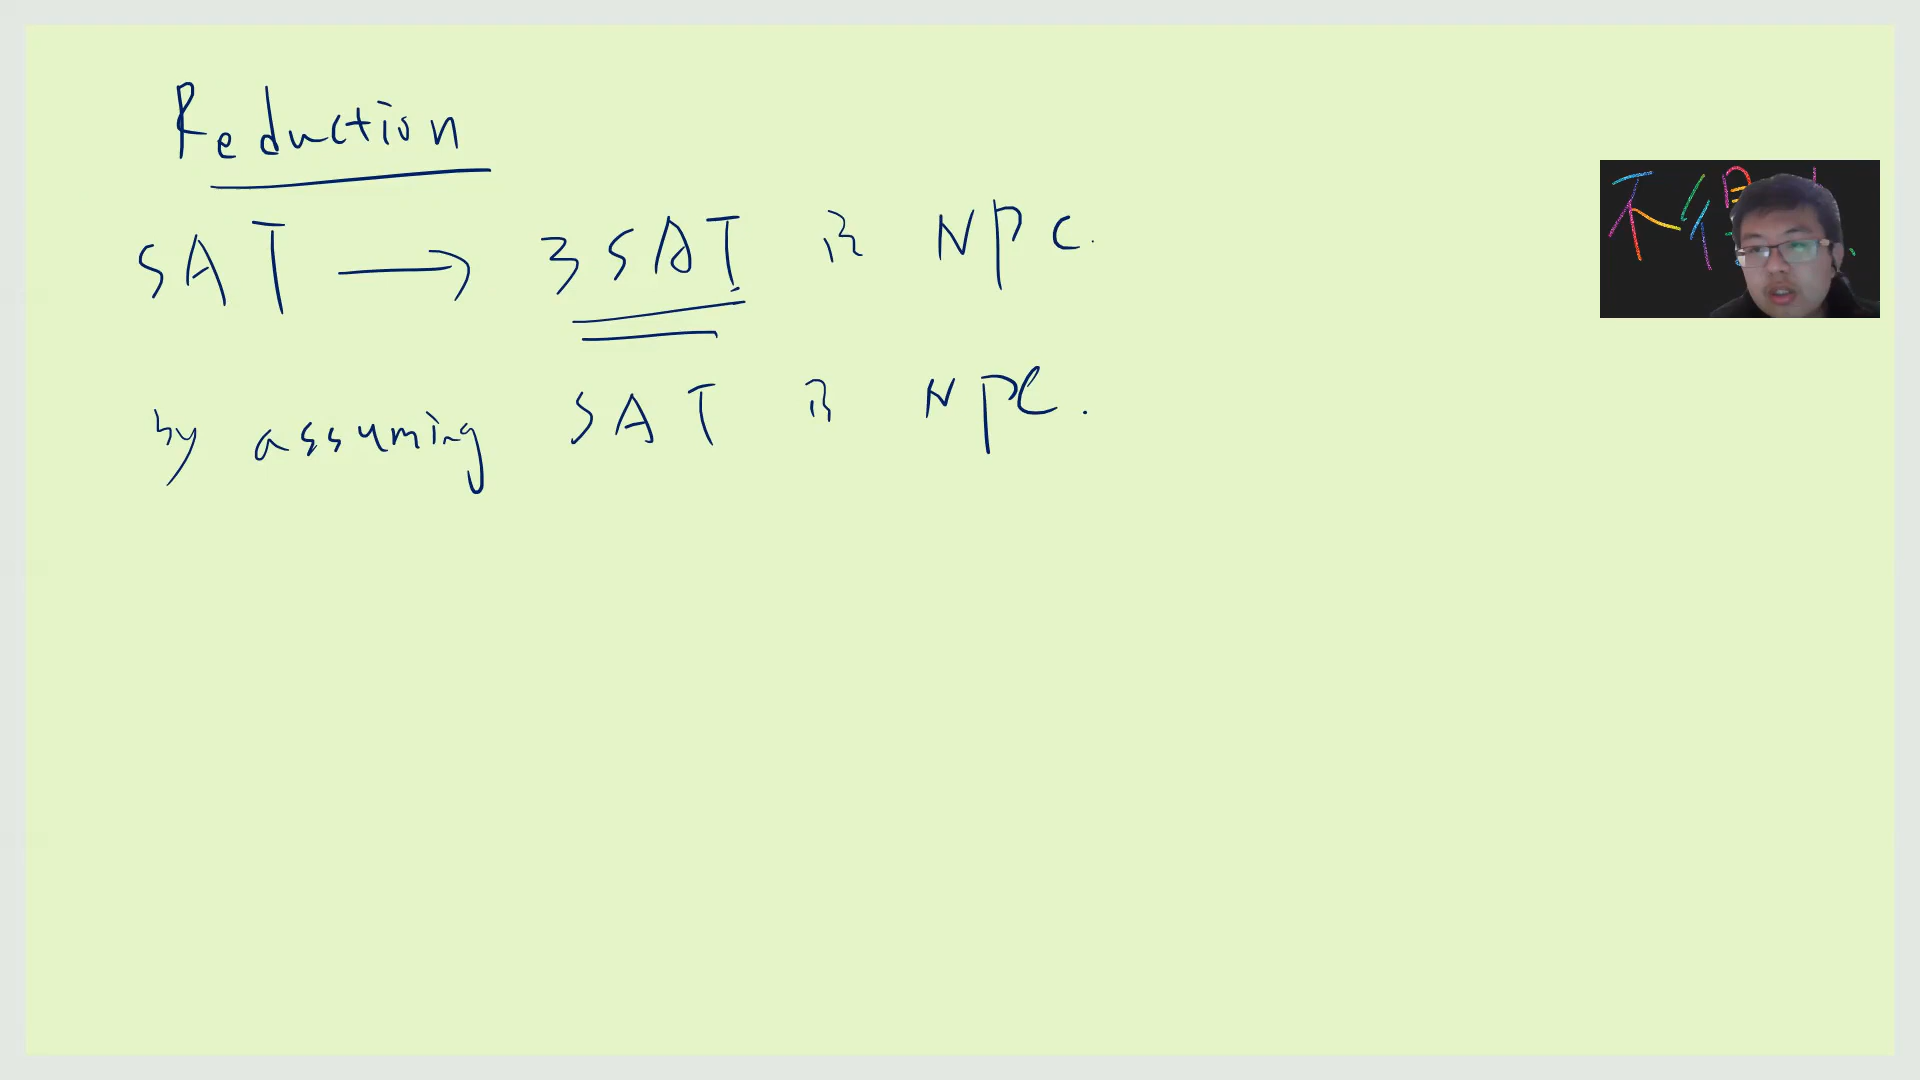 Reduction
SAT → 3SAT is NPC.
by assuming SAT is NPC.